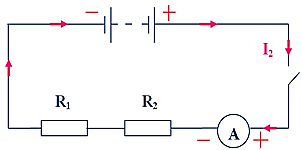 − +
I₂
R₁ R₂
− A +